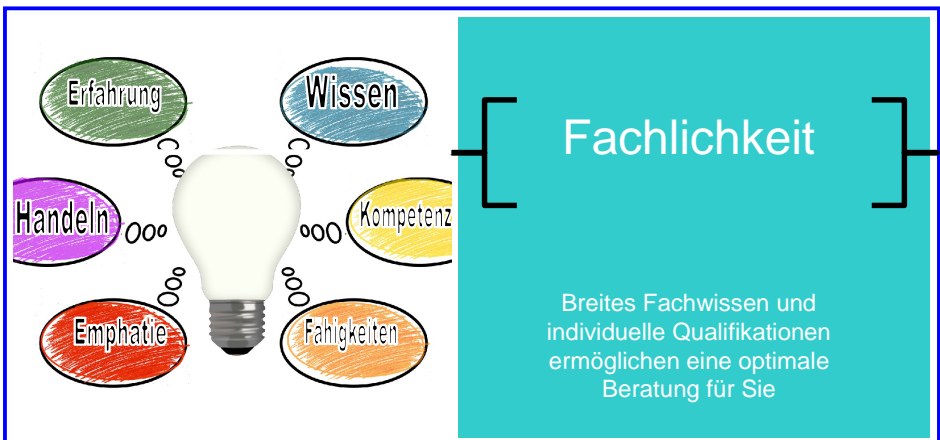 Erfahrung
Wissen
Handeln
Kompetenz
Emphatie
Fahigkeiten
Fachlichkeit
Breites Fachwissen und
individuelle Qualifikationen
ermöglichen eine optimale
Beratung für Sie